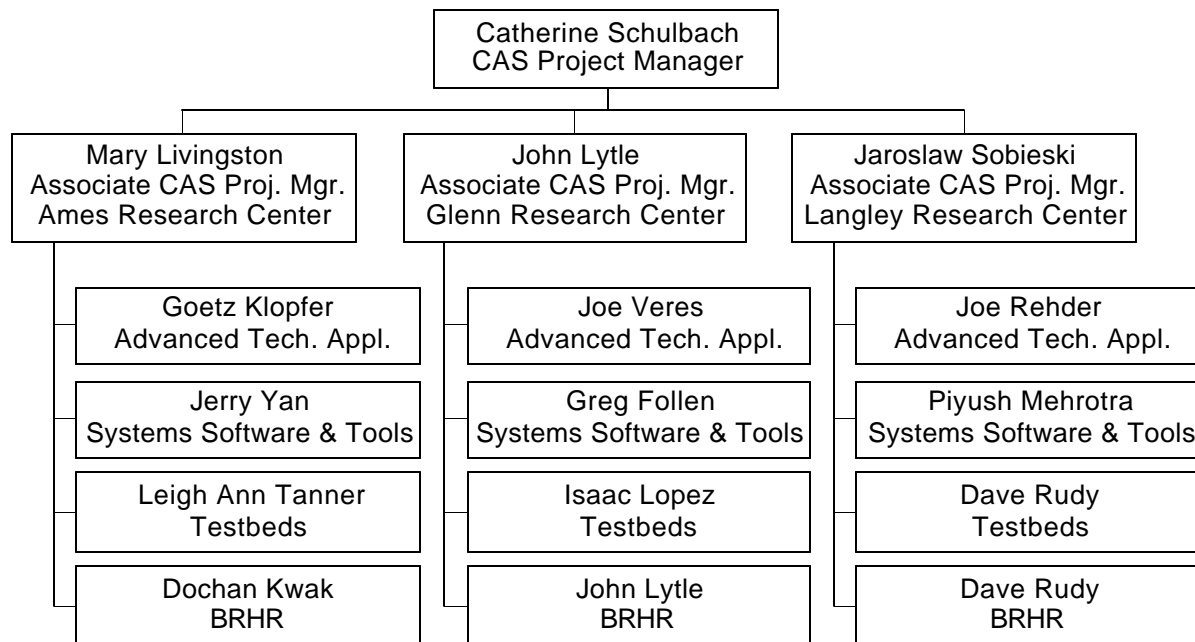 Catherine Schulbach
CAS Project Manager
Mary Livingston
Associate CAS Proj. Mgr.
Ames Research Center
John Lytle
Associate CAS Proj. Mgr.
Glenn Research Center
Jaroslaw Sobieski
Associate CAS Proj. Mgr.
Langley Research Center
Goetz Klopfer
Advanced Tech. Appl.
Jerry Yan
Systems Software & Tools
Leigh Ann Tanner
Testbeds
Dochan Kwak
BRHR
Joe Veres
Advanced Tech. Appl.
Greg Follen
Systems Software & Tools
Isaac Lopez
Testbeds
John Lytle
BRHR
Joe Rehder
Advanced Tech. Appl.
Piyush Mehrotra
Systems Software & Tools
Dave Rudy
Testbeds
Dave Rudy
BRHR